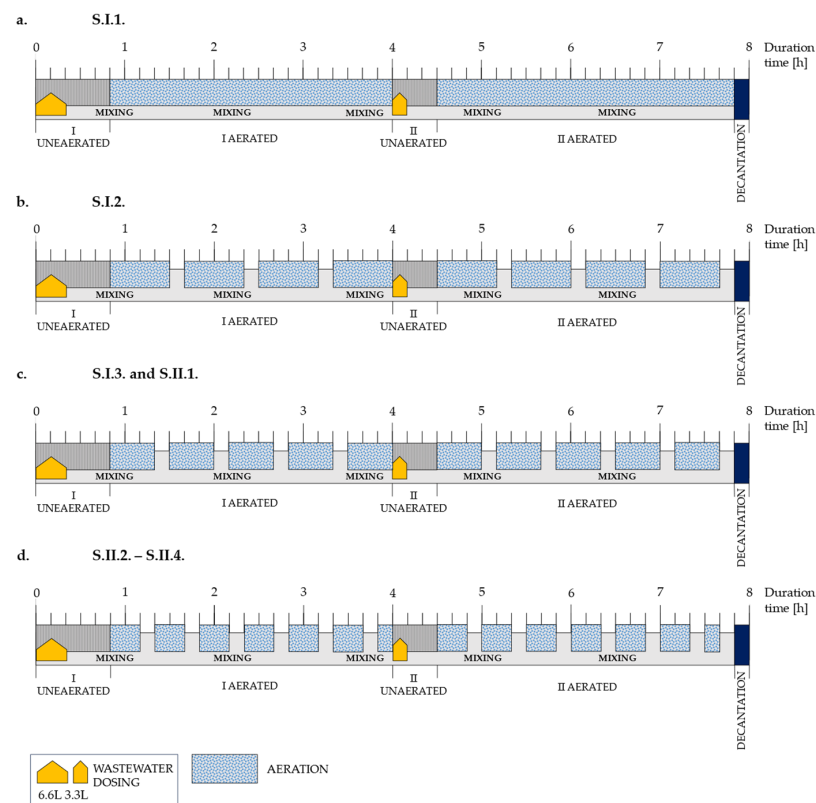 a. S.I.1.
0 1 2 3 4 5 6 7 8 Duration
time [h]
MIXING MIXING MIXING MIXING MIXING
I II
UNEAERATED I AERATED UNAERATED II AERATED
DECANTATION
b. S.I.2.
0 1 2 3 4 5 6 7 8 Duration
time [h]
MIXING MIXING MIXING MIXING MIXING
I II
UNEAERATED I AERATED UNAERATED II AERATED
DECANTATION
c. S.I.3. and S.II.1.
0 1 2 3 4 5 6 7 8 Duration
time [h]
MIXING MIXING MIXING MIXING MIXING
I II
UNEAERATED I AERATED UNAERATED II AERATED
DECANTATION
d. S.II.2. – S.II.4.
0 1 2 3 4 5 6 7 8 Duration
time [h]
MIXING MIXING MIXING MIXING MIXING
I II
UNEAERATED I AERATED UNAERATED II AERATED
DECANTATION
WASTEWATER AERATION
DOSING
6.6L 3.3L